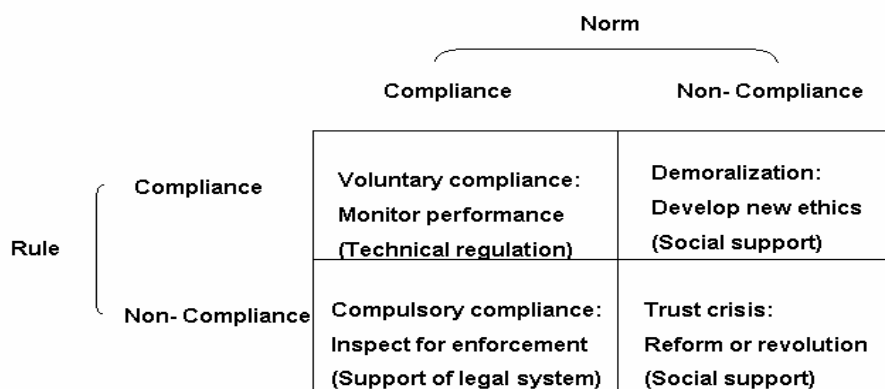 Norm
Compliance
Non- Compliance
Compliance
Voluntary compliance:
Monitor performance
(Technical regulation)
Demoralization:
Develop new ethics
(Social support)
Rule
Non- Compliance
Compulsory compliance:
Inspect for enforcement
(Support of legal system)
Trust crisis:
Reform or revolution
(Social support)